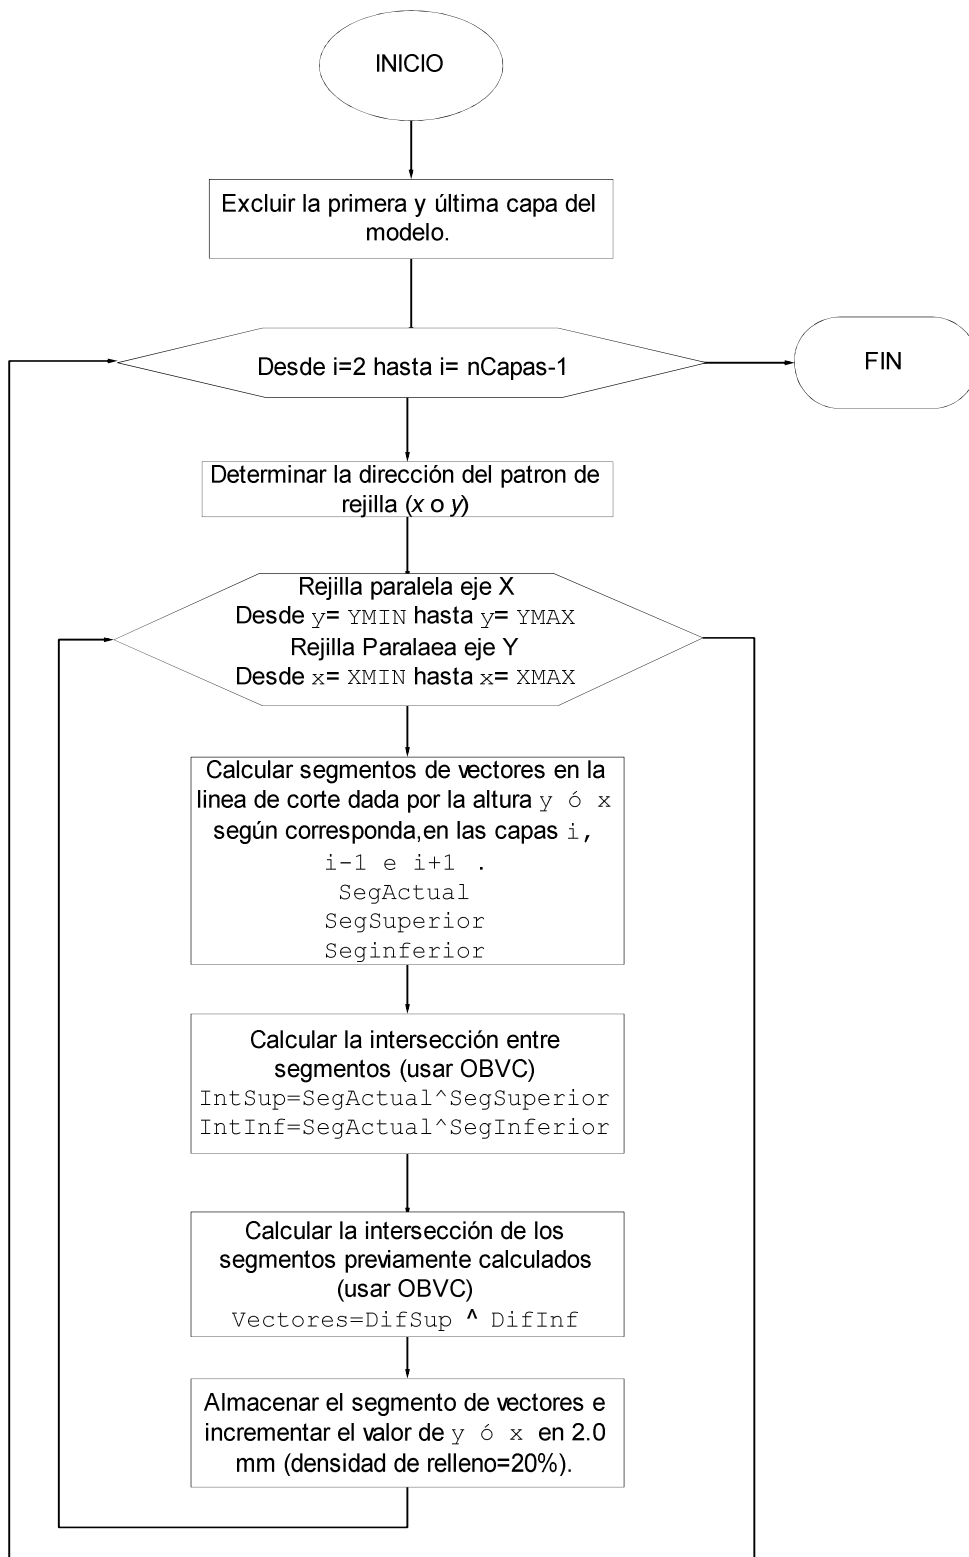 INICIO
Excluir la primera y última capa del
modelo.
Desde i=2 hasta i= nCapas-1
FIN
Determinar la dirección del patron de
rejilla (x o y)
Rejilla paralela eje X
Desde y= YMIN hasta y= YMAX
Rejilla Paralaea eje Y
Desde x= XMIN hasta x= XMAX
Calcular segmentos de vectores en la
linea de corte dada por la altura y ó x
según corresponda,en las capas i,
i-1 e i+1 .
SegActual
SegSuperior
Seginferior
Calcular la intersección entre
segmentos (usar OBVC)
IntSup=SegActual^SegSuperior
IntInf=SegActual^SegInferior
Calcular la intersección de los
segmentos previamente calculados
(usar OBVC)
Vectores=DifSup ^ DifInf
Almacenar el segmento de vectores e
incrementar el valor de y ó x en 2.0
mm (densidad de relleno=20%).